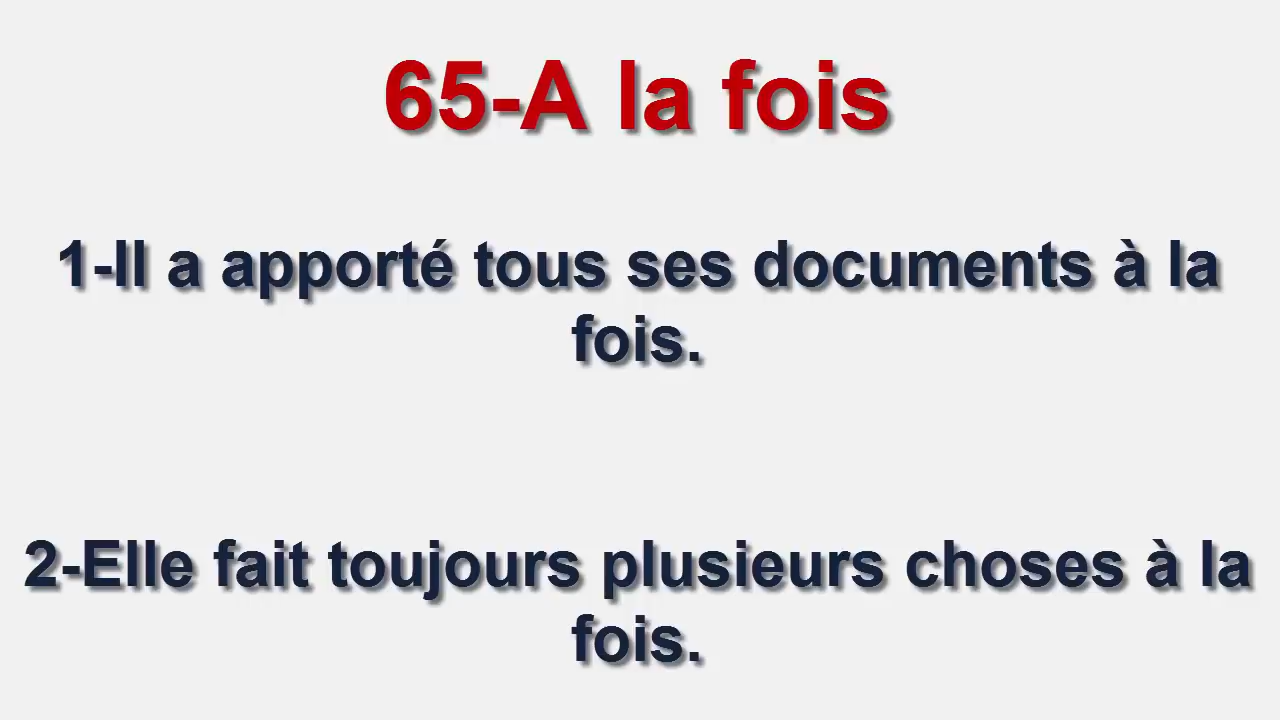 65-A la fois
1-Il a apporté tous ses documents à la
fois.
2-Elle fait toujours plusieurs choses à la
fois.